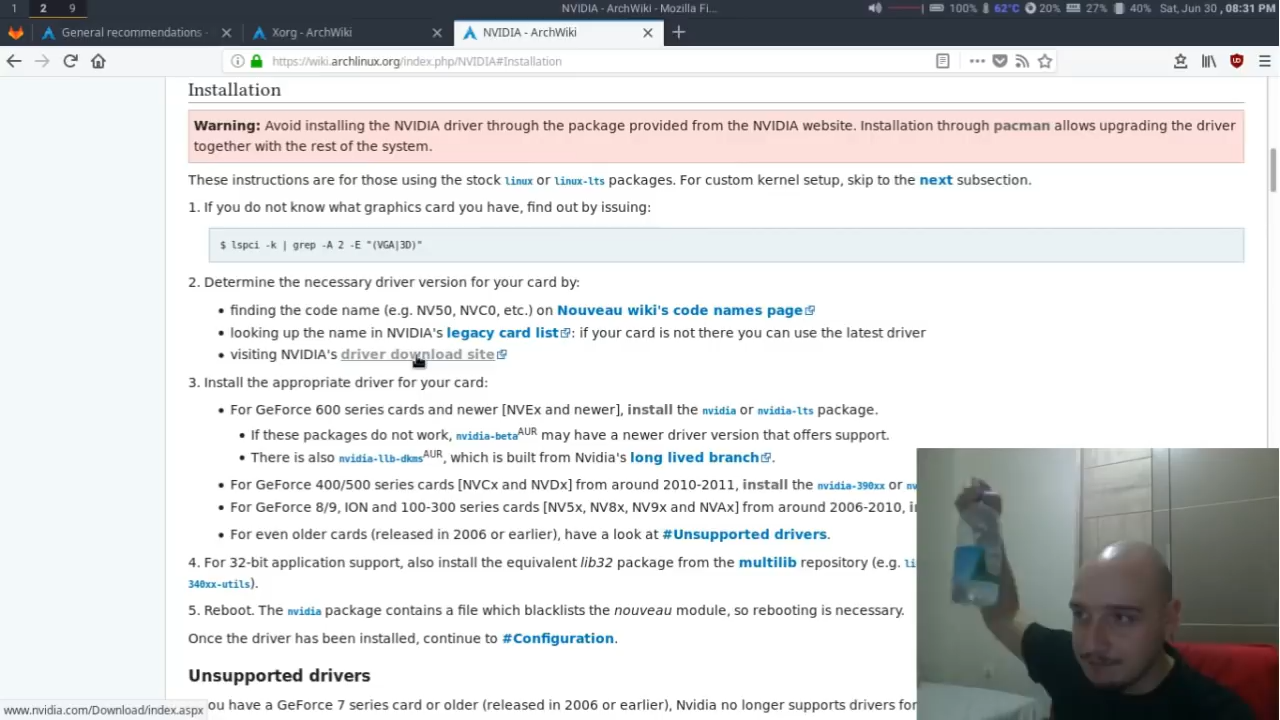 1 2 9 NVIDIA - ArchWiki - Mozilla Fi... 100% 62°C 20% 27% 40% Sat, Jun 30 , 08:31 PM
General recommendations - Xorg - ArchWiki NVIDIA - ArchWiki
https://wiki.archlinux.org/index.php/NVIDIA#Installation
Installation
Warning: Avoid installing the NVIDIA driver through the package provided from the NVIDIA website. Installation through pacman allows upgrading the driver
together with the rest of the system.
These instructions are for those using the stock linux or linux-lts packages. For custom kernel setup, skip to the next subsection.
1. If you do not know what graphics card you have, find out by issuing:
$ lspci -k | grep -A 2 -E "(VGA|3D)"
2. Determine the necessary driver version for your card by:
• finding the code name (e.g. NV50, NVC0, etc.) on Nouveau wiki's code names page
• looking up the name in NVIDIA's legacy card list: if your card is not there you can use the latest driver
• visiting NVIDIA's driver download site
3. Install the appropriate driver for your card:
• For GeForce 600 series cards and newer [NVEx and newer], install the nvidia or nvidia-lts package.
• If these packages do not work, nvidia-beta AUR may have a newer driver version that offers support.
• There is also nvidia-llb-dkms AUR, which is built from Nvidia's long lived branch.
• For GeForce 400/500 series cards [NVCx and NVDx] from around 2010-2011, install the nvidia-390xx or
• For GeForce 8/9, ION and 100-300 series cards [NV5x, NV8x, NV9x and NVAx] from around 2006-2010,
• For even older cards (released in 2006 or earlier), have a look at #Unsupported drivers.
4. For 32-bit application support, also install the equivalent lib32 package from the multilib repository (e.g.
340xx-utils).
5. Reboot. The nvidia package contains a file which blacklists the nouveau module, so rebooting is necessary.
Once the driver has been installed, continue to #Configuration.
Unsupported drivers
you have a GeForce 7 series card or older (released in 2006 or earlier), Nvidia no longer supports drivers for
www.nvidia.com/Download/index.aspx